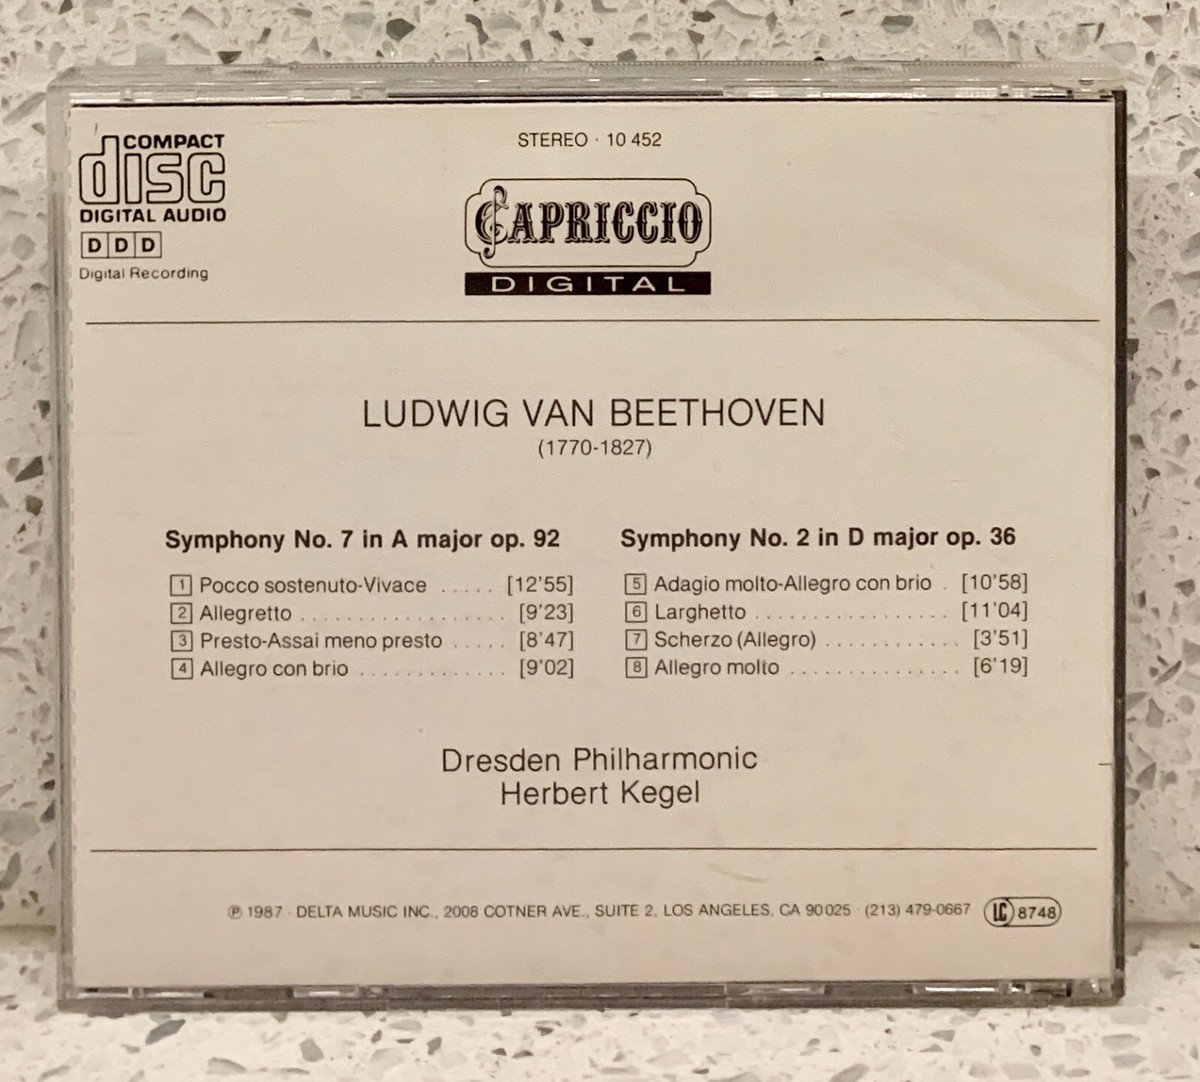 COMPACT
disc
DIGITAL AUDIO
D D D
Digital Recording
STEREO · 10 452
CAPRICCIO
DIGITAL
LUDWIG VAN BEETHOVEN
(1770-1827)
Symphony No. 7 in A major op. 92
1 Pocco sostenuto-Vivace ..... [12'55]
2 Allegretto .................. [9'23]
3 Presto-Assai meno presto ..... [8'47]
4 Allegro con brio ............. [9'02]
Symphony No. 2 in D major op. 36
5 Adagio molto-Allegro con brio . [10'58]
6 Larghetto ................. [11'04]
7 Scherzo (Allegro) ............ [3'51]
8 Allegro molto ............... [6'19]
Dresden Philharmonic
Herbert Kegel
℗ 1987 · DELTA MUSIC INC., 2008 COTNER AVE., SUITE 2, LOS ANGELES, CA 90025 · (213) 479-0667 LC 8748